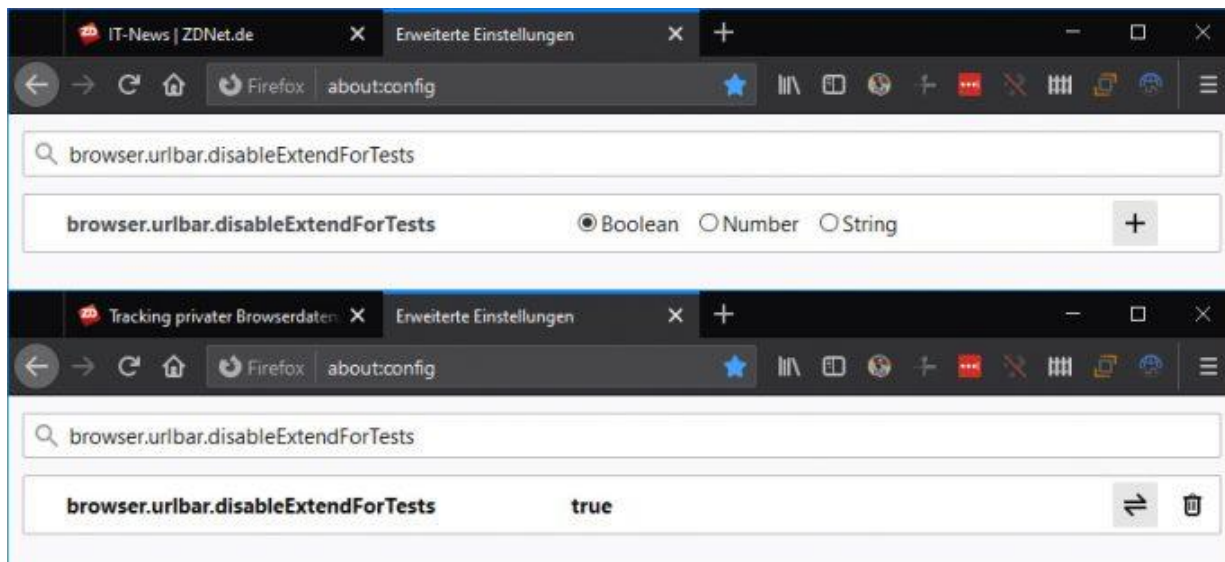 IT-News | ZDNet.de Erweiterte Einstellungen
Firefox about:config
browser.urlbar.disableExtendForTests
browser.urlbar.disableExtendForTests Boolean Number String
Tracking privater Browserdaten Erweiterte Einstellungen
Firefox about:config
browser.urlbar.disableExtendForTests
browser.urlbar.disableExtendForTests true